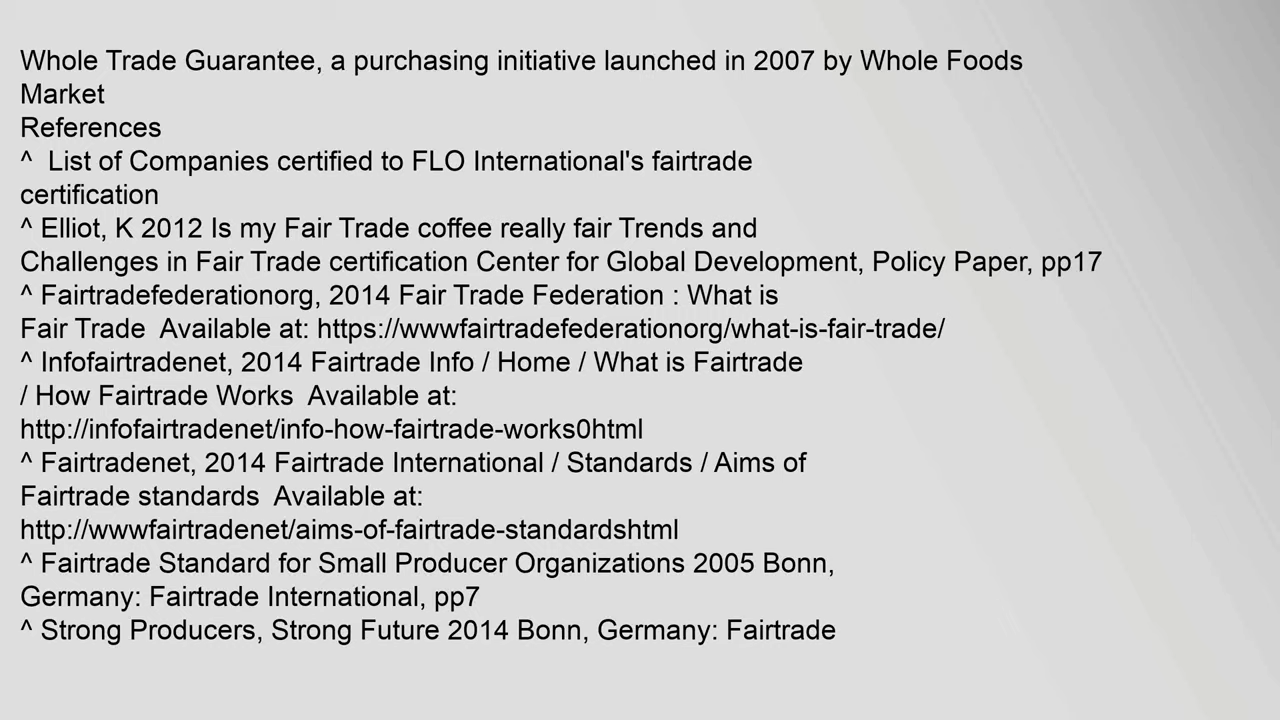 Whole Trade Guarantee, a purchasing initiative launched in 2007 by Whole Foods
Market
References
^  List of Companies certified to FLO International's fairtrade
certification
^ Elliot, K 2012 Is my Fair Trade coffee really fair Trends and
Challenges in Fair Trade certification Center for Global Development, Policy Paper, pp17
^ Fairtradefederationorg, 2014 Fair Trade Federation : What is
Fair Trade  Available at: https://wwwfairtradefederationorg/what-is-fair-trade/
^ Infofairtradenet, 2014 Fairtrade Info / Home / What is Fairtrade
/ How Fairtrade Works  Available at:
http://infofairtradenet/info-how-fairtrade-works0html
^ Fairtradenet, 2014 Fairtrade International / Standards / Aims of
Fairtrade standards  Available at:
http://wwwfairtradenet/aims-of-fairtrade-standardshtml
^ Fairtrade Standard for Small Producer Organizations 2005 Bonn,
Germany: Fairtrade International, pp7
^ Strong Producers, Strong Future 2014 Bonn, Germany: Fairtrade